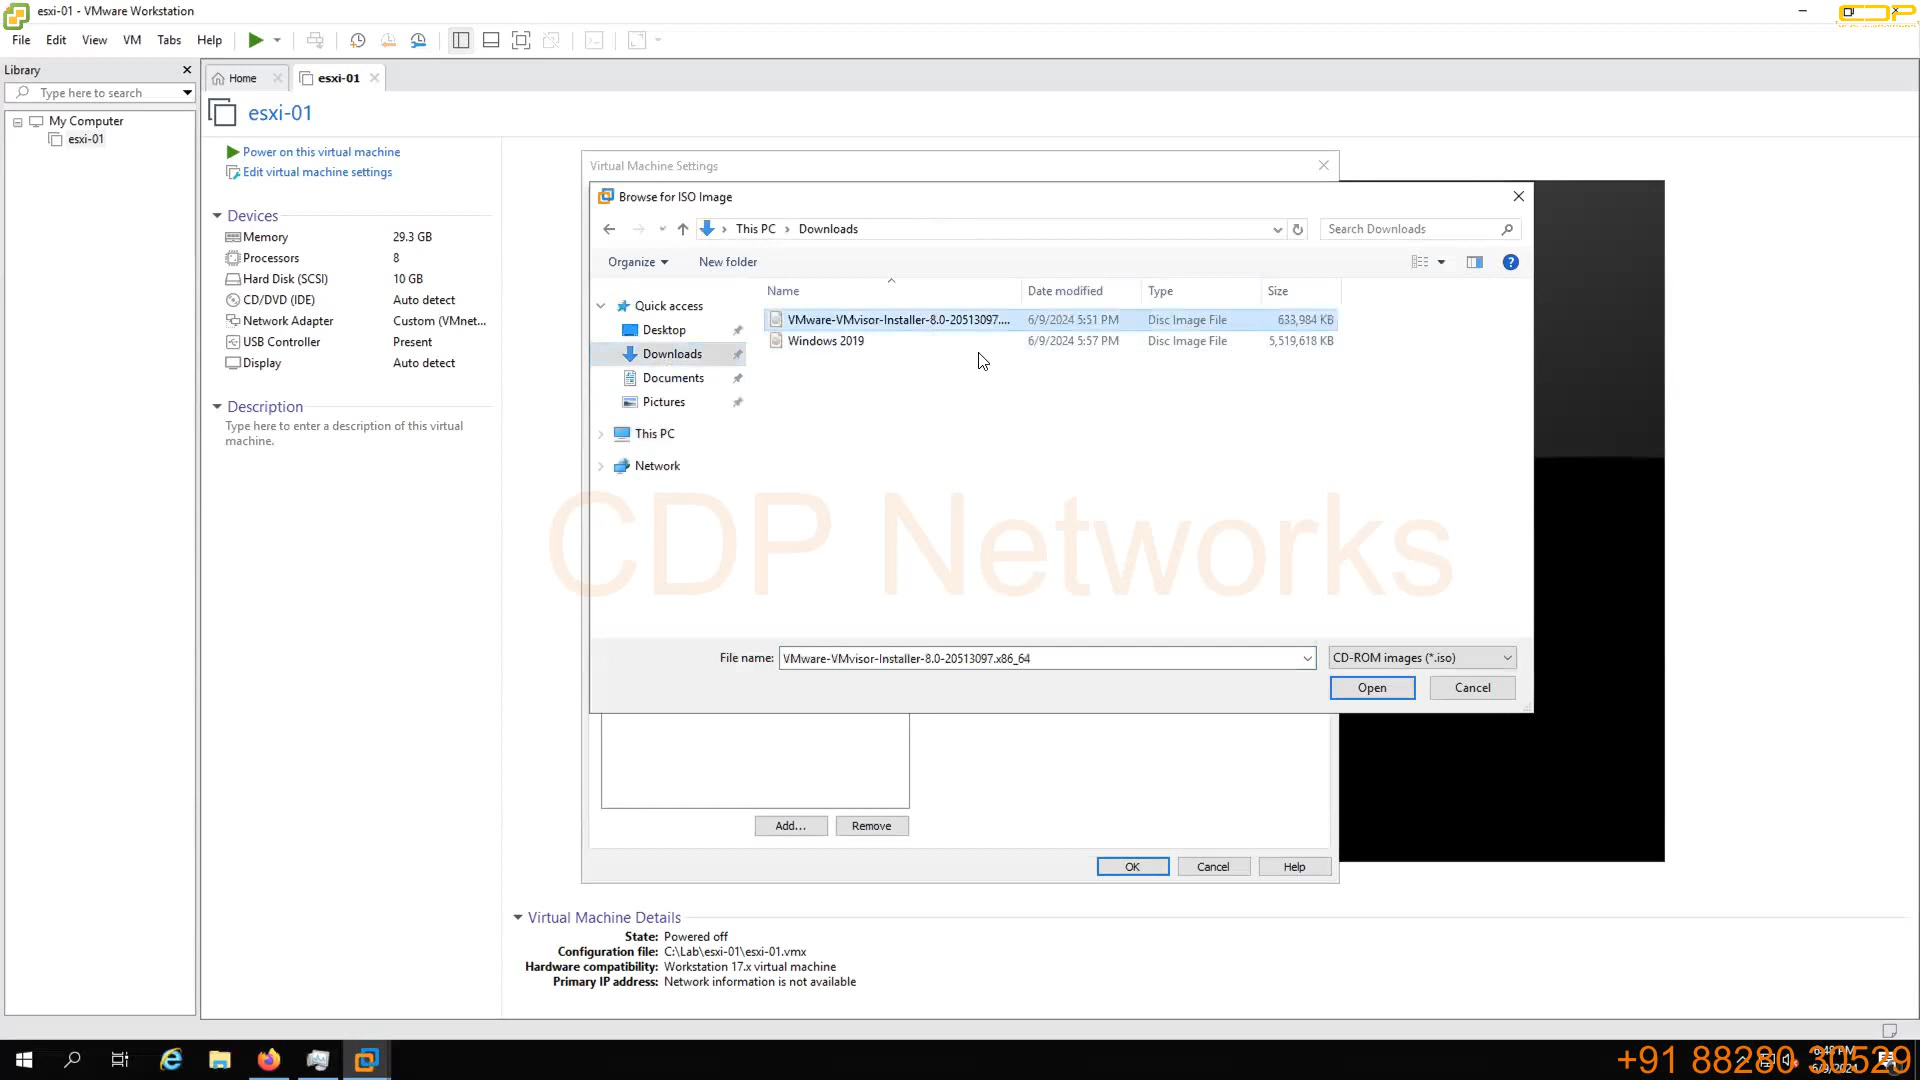 esxi-01 - VMware Workstation
CDP
File Edit View VM Tabs Help
Library
Home
esxi-01
Type here to search
esxi-01
My Computer
esxi-01
Power on this virtual machine
Edit virtual machine settings
Devices
Memory 29.3 GB
Processors 8
Hard Disk (SCSI) 10 GB
CD/DVD (IDE) Auto detect
Network Adapter Custom (VMnet...
USB Controller Present
Display Auto detect
Description
Type here to enter a description of this virtual
machine.
Virtual Machine Settings
Browse for ISO Image
This PC Downloads
Search Downloads
Organize New folder
Name Date modified Type Size
Quick access
Desktop
Downloads
Documents
Pictures
This PC
Network
VMware-VMvisor-Installer-8.0-20513097.... 6/9/2024 5:51 PM Disc Image File 633,984 KB
Windows 2019 6/9/2024 5:57 PM Disc Image File 5,519,618 KB
CDP Networks
File name: VMware-VMvisor-Installer-8.0-20513097.x86_64 CD-ROM images (*.iso)
Open Cancel
Add... Remove
OK Cancel Help
Virtual Machine Details
State: Powered off
Configuration file: C:\Lab\esxi-01\esxi-01.vmx
Hardware compatibility: Workstation 17.x virtual machine
Primary IP address: Network information is not available
+91 88280 30529